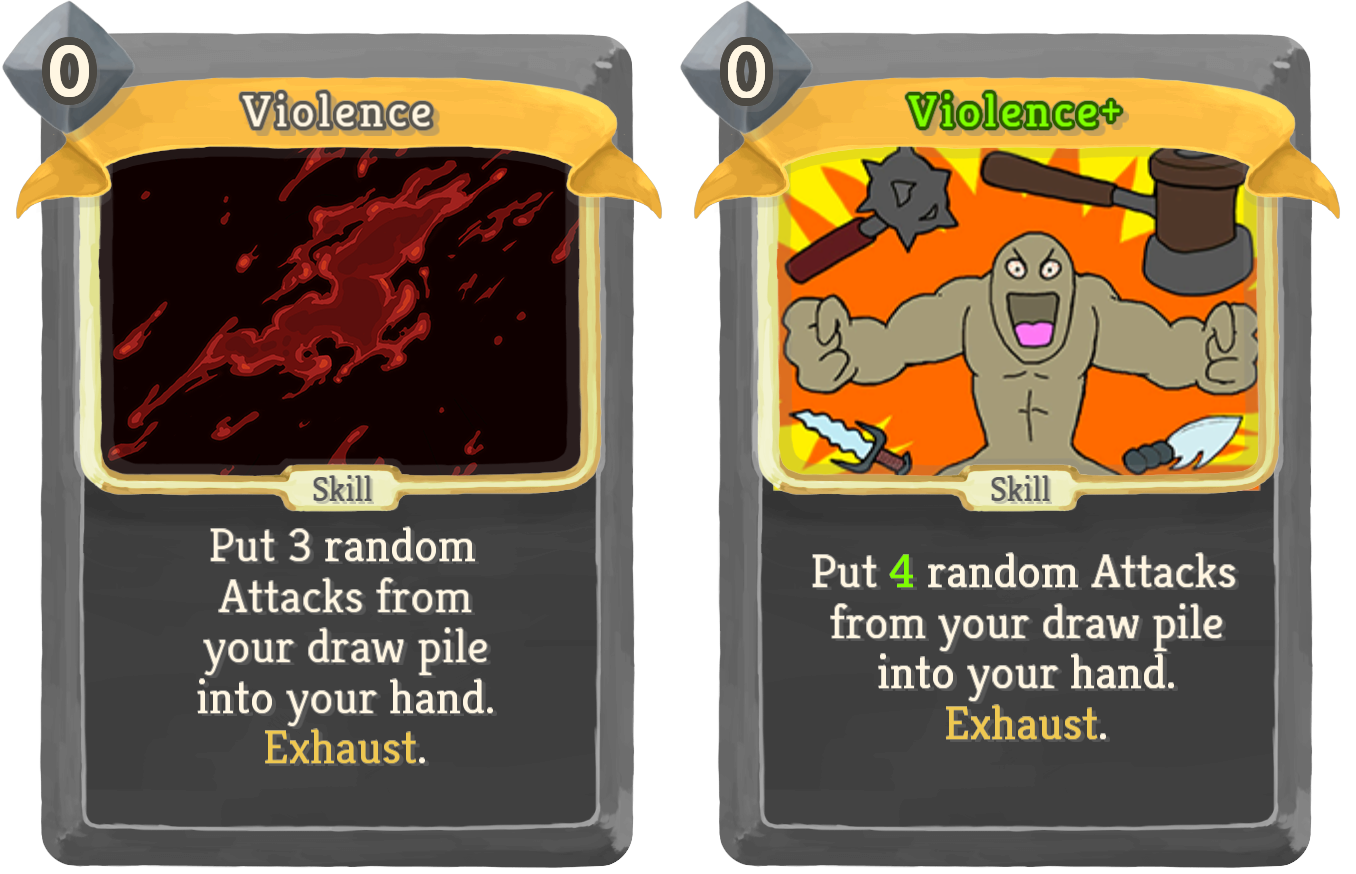 0
Violence
Skill
Put 3 random
Attacks from
your draw pile
into your hand.
Exhaust.
0
Violence+
Skill
Put 4 random Attacks
from your draw pile
into your hand.
Exhaust.